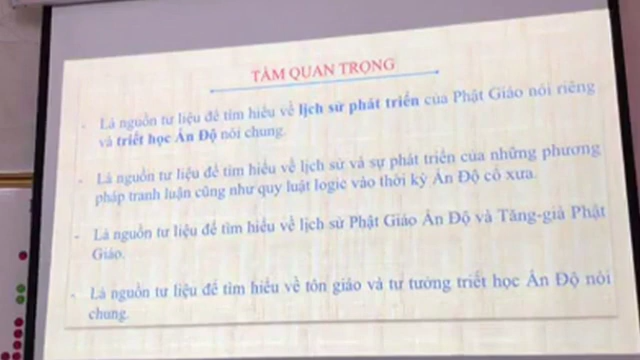 TẦM QUAN TRỌNG
- Là nguồn tư liệu để tìm hiểu về lịch sử phát triển của Phật Giáo nói riêng
và triết học Ấn Độ nói chung.
- Là nguồn tư liệu để tìm hiểu về lịch sử và sự phát triển của những phương
pháp tranh luận cũng như quy luật logic vào thời kỳ Ấn Độ cổ xưa.
- Là nguồn tư liệu để tìm hiểu về lịch sử Phật Giáo Ấn Độ và Tăng-già Phật
Giáo.
- Là nguồn tư liệu để tìm hiểu về tôn giáo và tư tưởng triết học Ấn Độ nói
chung.